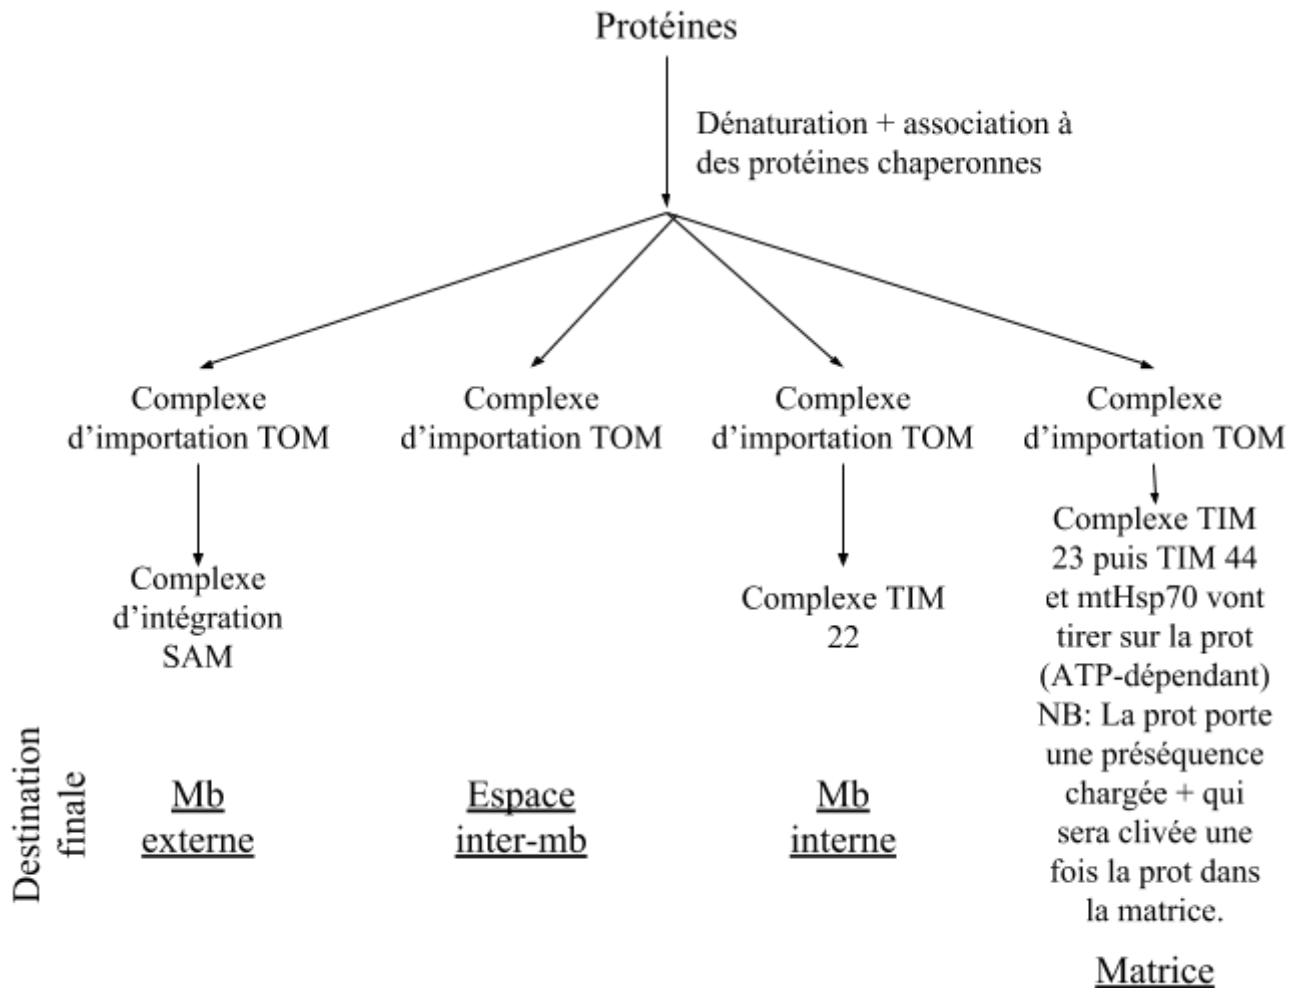 Protéines
Dénaturation + association à
des protéines chaperonnes
Complexe
d’importation TOM
Complexe
d’importation TOM
Complexe
d’importation TOM
Complexe
d’importation TOM
Complexe
d’intégration
SAM
Complexe TIM
22
Complexe TIM
23 puis TIM 44
et mtHsp70 vont
tirer sur la prot
(ATP-dépendant)
NB: La prot porte
une préséquence
chargée + qui
sera clivée une
fois la prot dans
la matrice.
Destination
finale
Mb
externe
Espace
inter-mb
Mb
interne
Matrice